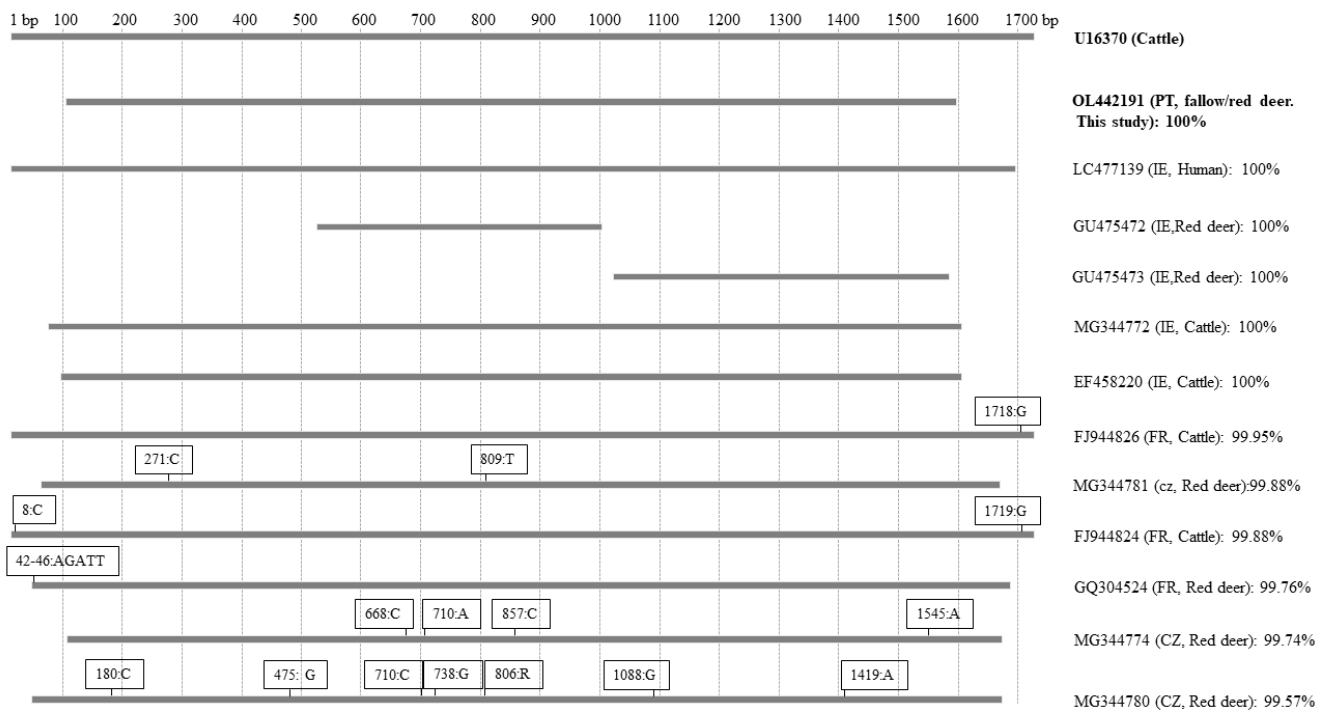 1 bp 100 200 300 400 500 600 700 800 900 1000 1100 1200 1300 1400 1500 1600 1700 bp
U16370 (Cattle)
OL442191 (PT, fallow/red deer.
This study): 100%
LC477139 (IE, Human): 100%
GU475472 (IE,Red deer): 100%
GU475473 (IE,Red deer): 100%
MG344772 (IE, Cattle): 100%
EF458220 (IE, Cattle): 100%
1718:G
FJ944826 (FR, Cattle): 99.95%
271:C 809:T
MG344781 (cz, Red deer):99.88%
8:C 1719:G
FJ944824 (FR, Cattle): 99.88%
42-46:AGATT
GQ304524 (FR, Red deer): 99.76%
668:C 710:A 857:C 1545:A
MG344774 (CZ, Red deer): 99.74%
180:C 475: G 710:C 738:G 806:R 1088:G 1419:A
MG344780 (CZ, Red deer): 99.57%